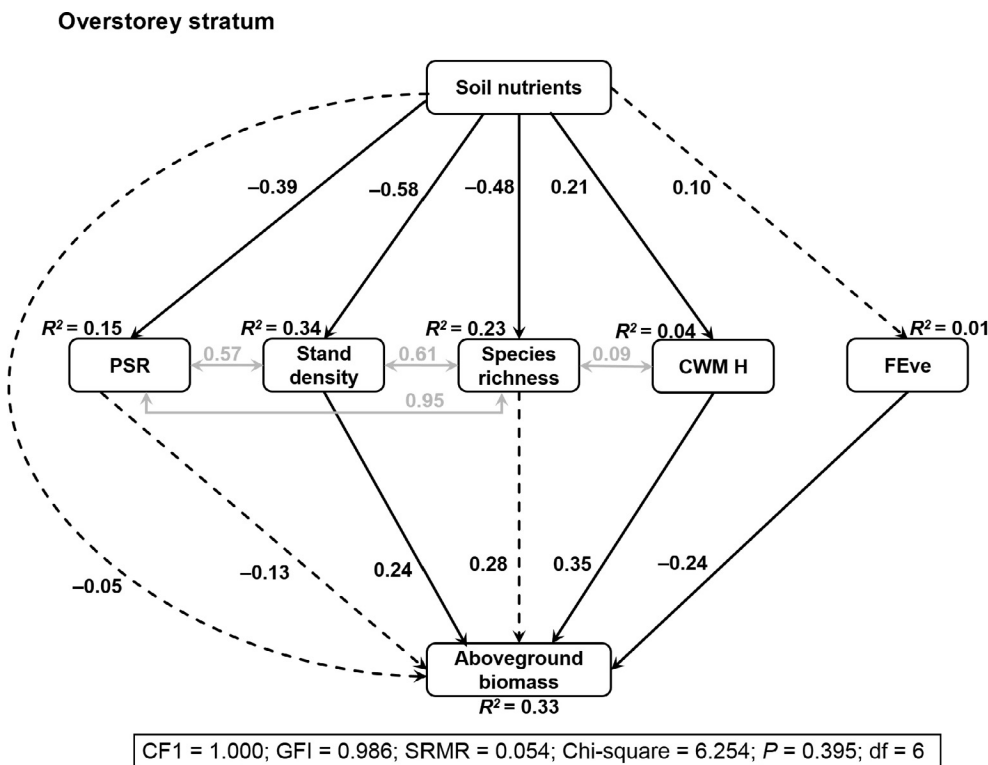 Overstorey stratum
Soil nutrients
–0.39
–0.58
–0.48
0.21
0.10
R² = 0.15
R² = 0.34
R² = 0.23
R² = 0.04
R² = 0.01
PSR
0.57
Stand
density
0.61
Species
richness
0.09
CWM H
FEve
0.95
–0.05
–0.13
0.24
0.28
0.35
–0.24
Aboveground
biomass
R² = 0.33
CF1 = 1.000; GFI = 0.986; SRMR = 0.054; Chi-square = 6.254; P = 0.395; df = 6